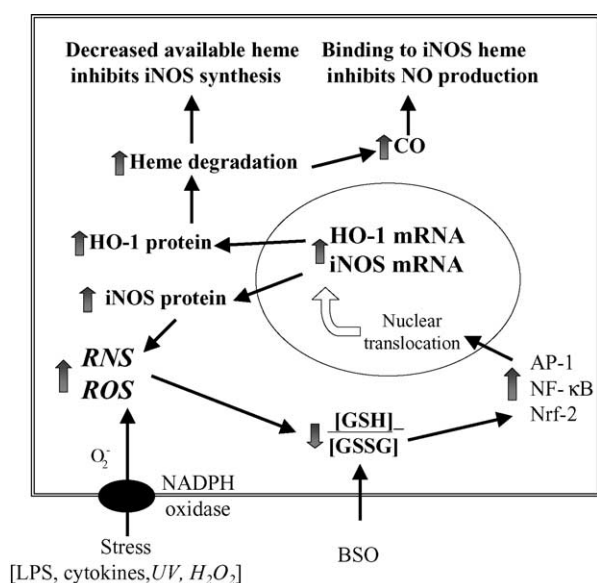 Decreased available heme
inhibits iNOS synthesis
Binding to iNOS heme
inhibits NO production
Heme degradation
CO
HO-1 protein
HO-1 mRNA
iNOS mRNA
iNOS protein
Nuclear
translocation
RNS
ROS
AP-1
NF- κB
Nrf-2
[GSH]
[GSSG]
O₂⁻
NADPH
oxidase
Stress
[LPS, cytokines,UV, H₂O₂]
BSO